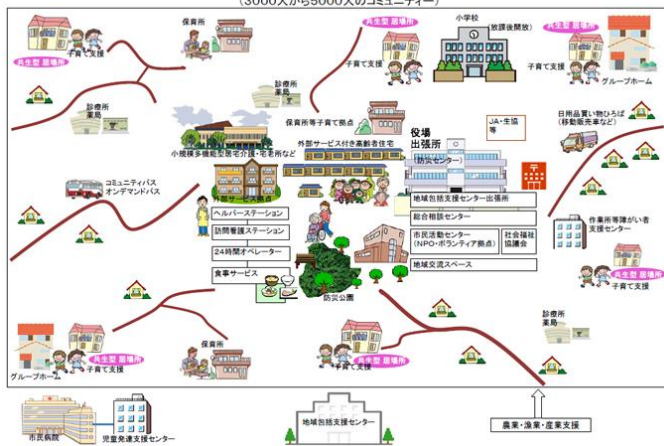 (3000人から5000人のコミュニティー)
共生型 居場所
子育て支援
保育所
診療所
薬局
共生型 居場所
子育て支援
小学校
(放課後開放)
共生型 居場所
子育て支援
グループホーム
診療所
薬局
小規模多機能型居宅介護・宅老所など
保育所等子育て拠点
外部サービス付き高齢者住宅
役場
出張所
(防災センター)
JA・生協
等
日用品買い物ひろば
(移動販売車など)
コミュニティバス
オンデマンドバス
外部サービス拠点
ヘルパーステーション
訪問看護ステーション
24時間オペレーター
食事サービス
地域包括支援センター出張所
総合相談センター
市民活動センター
(NPO・ボランティア拠点)
社会福祉
協議会
地域交流スペース
防災公園
作業所等障がい者
支援センター
共生型 居場所
子育て支援
共生型 居場所
子育て支援
グループホーム
保育所
共生型 居場所
子育て支援
診療所
薬局
市民病院
児童発達支援センター
地域包括支援センター
農業・漁業・産業支援